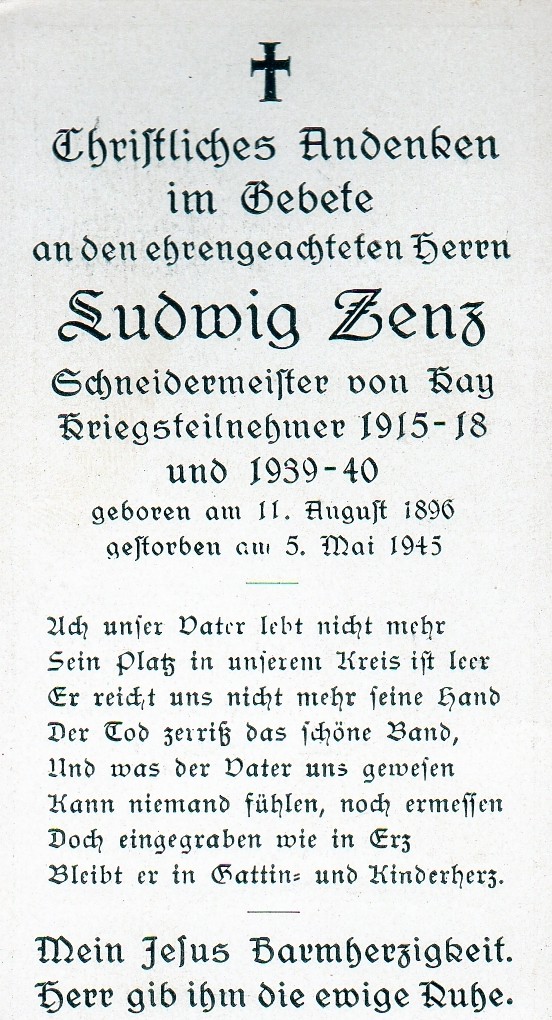 Christliches Andenken
im Gebete
an den ehrengeachteten Herrn
Ludwig Zenz
Schneidermeister von Kay
Kriegsteilnehmer 1915-18
und 1939-40
geboren am 11. August 1896
gestorben am 5. Mai 1945
Ach unser Vater lebt nicht mehr
Sein Platz in unserem Kreis ist leer
Er reicht uns nicht mehr seine Hand
Der Tod zerriß das schöne Band,
Und was der Vater uns gewesen
Kann niemand fühlen, noch ermessen
Doch eingegraben wie in Erz
Bleibt er in Gattin- und Kinderherz.
Mein Jesus Barmherzigkeit.
Herr gib ihm die ewige Ruhe.